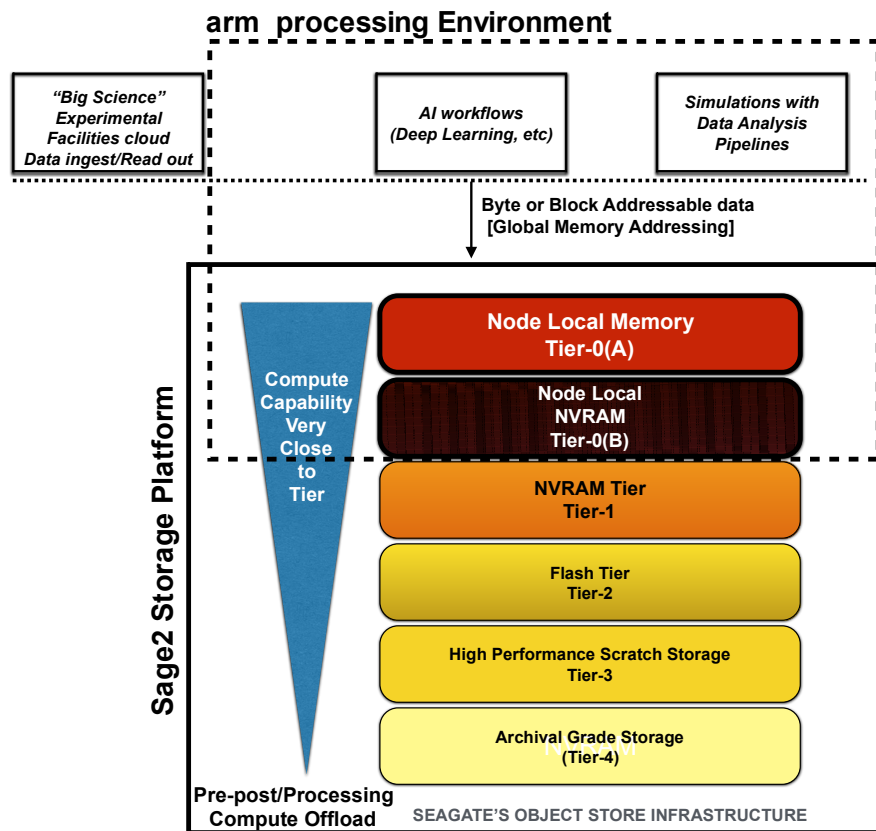 arm  processing Environment
“Big Science”
Experimental
Facilities cloud
Data ingest/Read out
AI workflows
(Deep Learning, etc)
Simulations with
Data Analysis
Pipelines
Byte or Block Addressable data
[Global Memory Addressing]
Sage2 Storage Platform
Compute
Capability
Very
Close
to
Tier
Node Local Memory
Tier-0(A)
Node Local
NVRAM
Tier-0(B)
NVRAM Tier
Tier-1
Flash Tier
Tier-2
High Performance Scratch Storage
Tier-3
Archival Grade Storage
NVRAM
(Tier-4)
Pre-post/Processing
Compute Offload
SEAGATE'S OBJECT STORE INFRASTRUCTURE